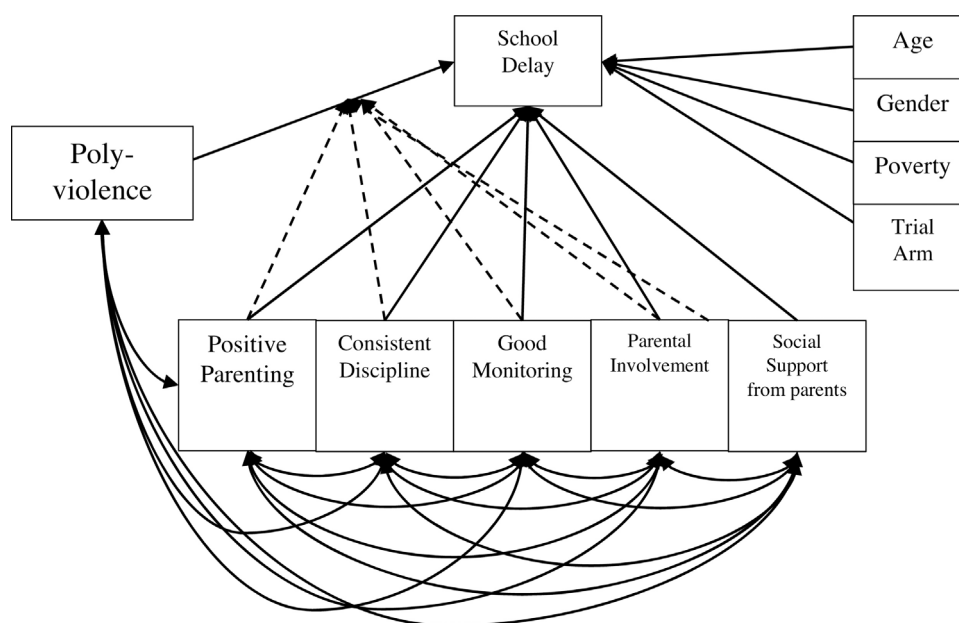 School
Delay
Age
Gender
Poverty
Trial
Arm
Poly-
violence
Positive
Parenting
Consistent
Discipline
Good
Monitoring
Parental
Involvement
Social
Support
from parents